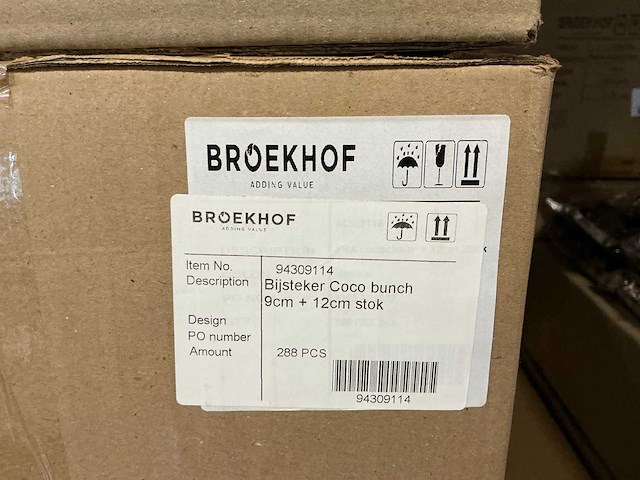 BROEKHOF
ADDING VALUE
BROEKHOF
ADDING VALUE
Item No. 94309114
Description Bijsteker Coco bunch
9cm + 12cm stok
Design
PO number
Amount 288 PCS
94309114
BROEKHOF